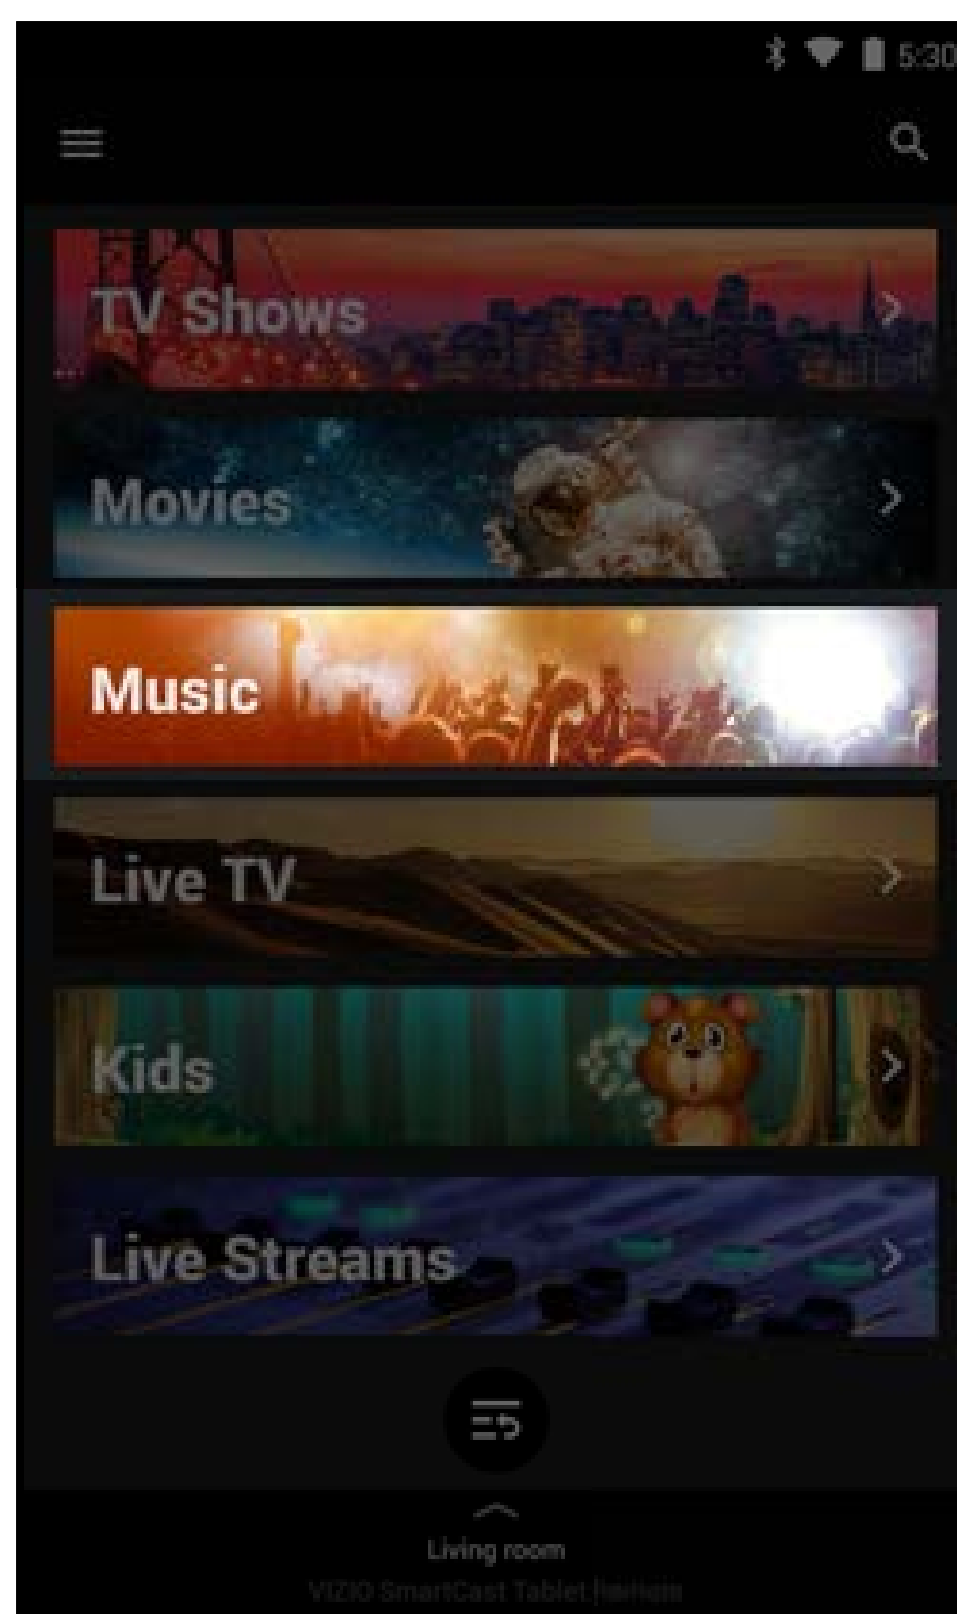 5:30
TV Shows
Movies
Music
Live TV
Kids
Live Streams
Living room
VIZIO SmartCast Tablet